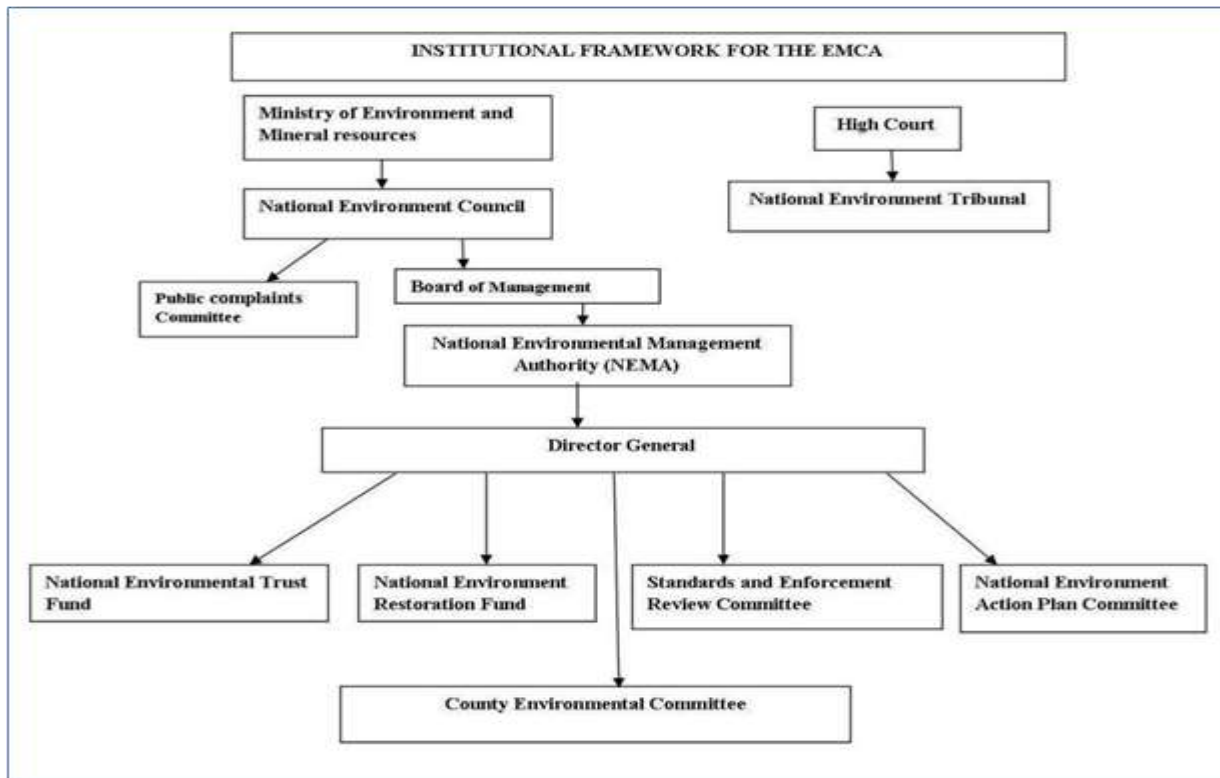 INSTITUTIONAL FRAMEWORK FOR THE EMCA
Ministry of Environment and
Mineral resources
High Court
National Environment Council
National Environment Tribunal
Public complaints
Committee
Board of Management
National Environmental Management
Authority (NEMA)
Director General
National Environmental Trust
Fund
National Environment
Restoration Fund
Standards and Enforcement
Review Committee
National Environment
Action Plan Committee
County Environmental Committee